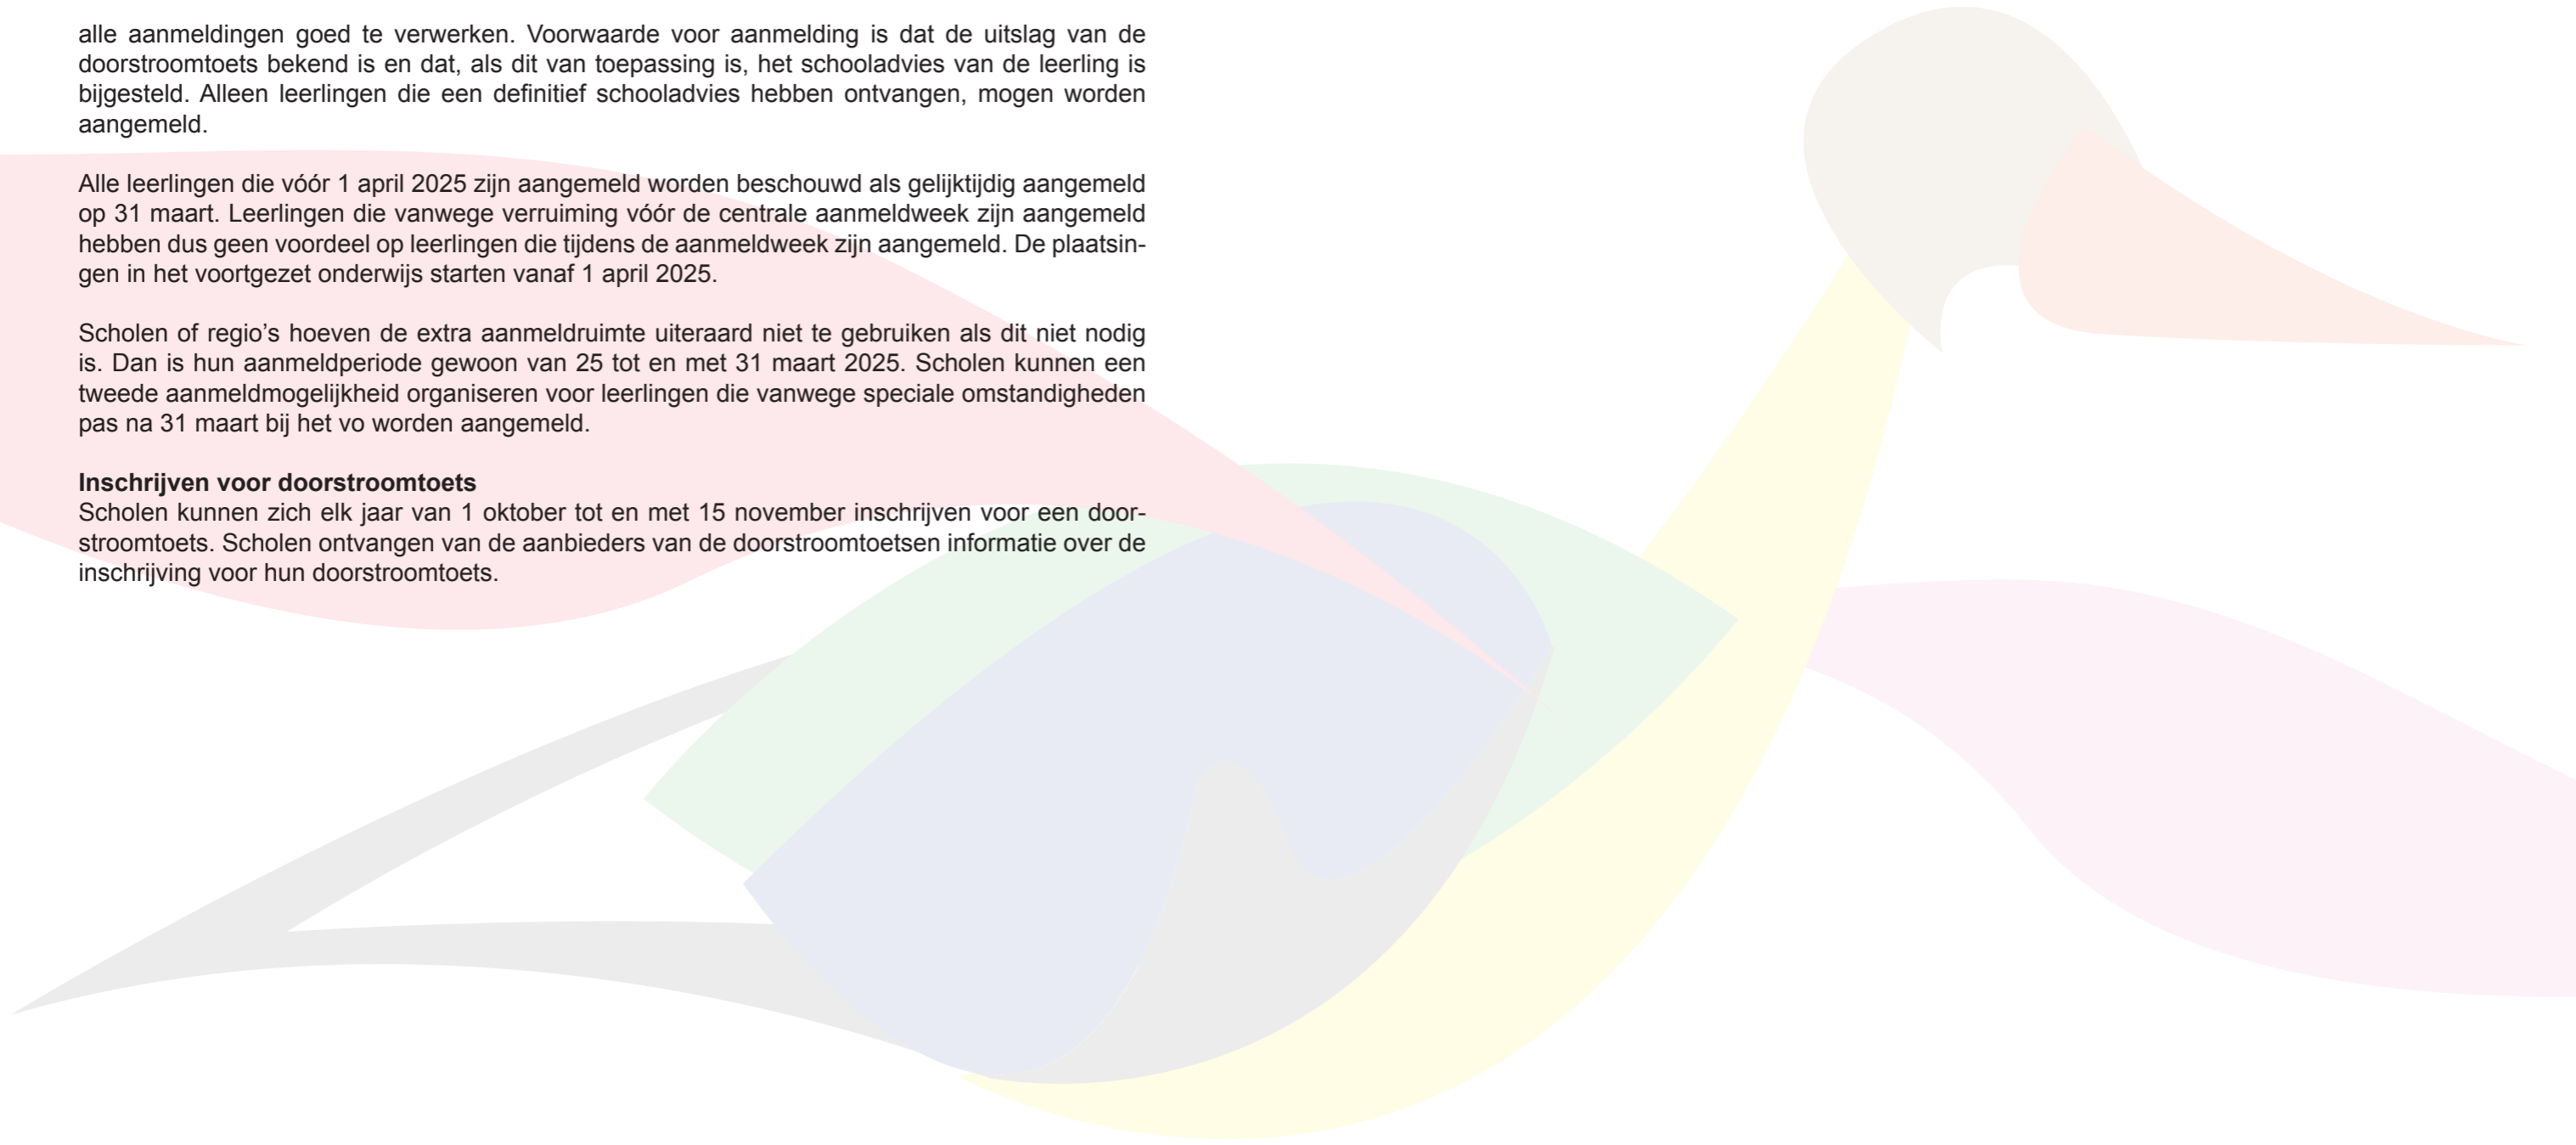 alle aanmeldingen goed te verwerken. Voorwaarde voor aanmelding is dat de uitslag van de
doorstroomtoets bekend is en dat, als dit van toepassing is, het schooladvies van de leerling is
bijgesteld. Alleen leerlingen die een definitief schooladvies hebben ontvangen, mogen worden
aangemeld.
Alle leerlingen die vóór 1 april 2025 zijn aangemeld worden beschouwd als gelijktijdig aangemeld
op 31 maart. Leerlingen die vanwege verruiming vóór de centrale aanmeldweek zijn aangemeld
hebben dus geen voordeel op leerlingen die tijdens de aanmeldweek zijn aangemeld. De plaatsin-
gen in het voortgezet onderwijs starten vanaf 1 april 2025.
Scholen of regio’s hoeven de extra aanmeldruimte uiteraard niet te gebruiken als dit niet nodig
is. Dan is hun aanmeldperiode gewoon van 25 tot en met 31 maart 2025. Scholen kunnen een
tweede aanmeldmogelijkheid organiseren voor leerlingen die vanwege speciale omstandigheden
pas na 31 maart bij het vo worden aangemeld.
Inschrijven voor doorstroomtoets
Scholen kunnen zich elk jaar van 1 oktober tot en met 15 november inschrijven voor een door-
stroomtoets. Scholen ontvangen van de aanbieders van de doorstroomtoetsen informatie over de
inschrijving voor hun doorstroomtoets.